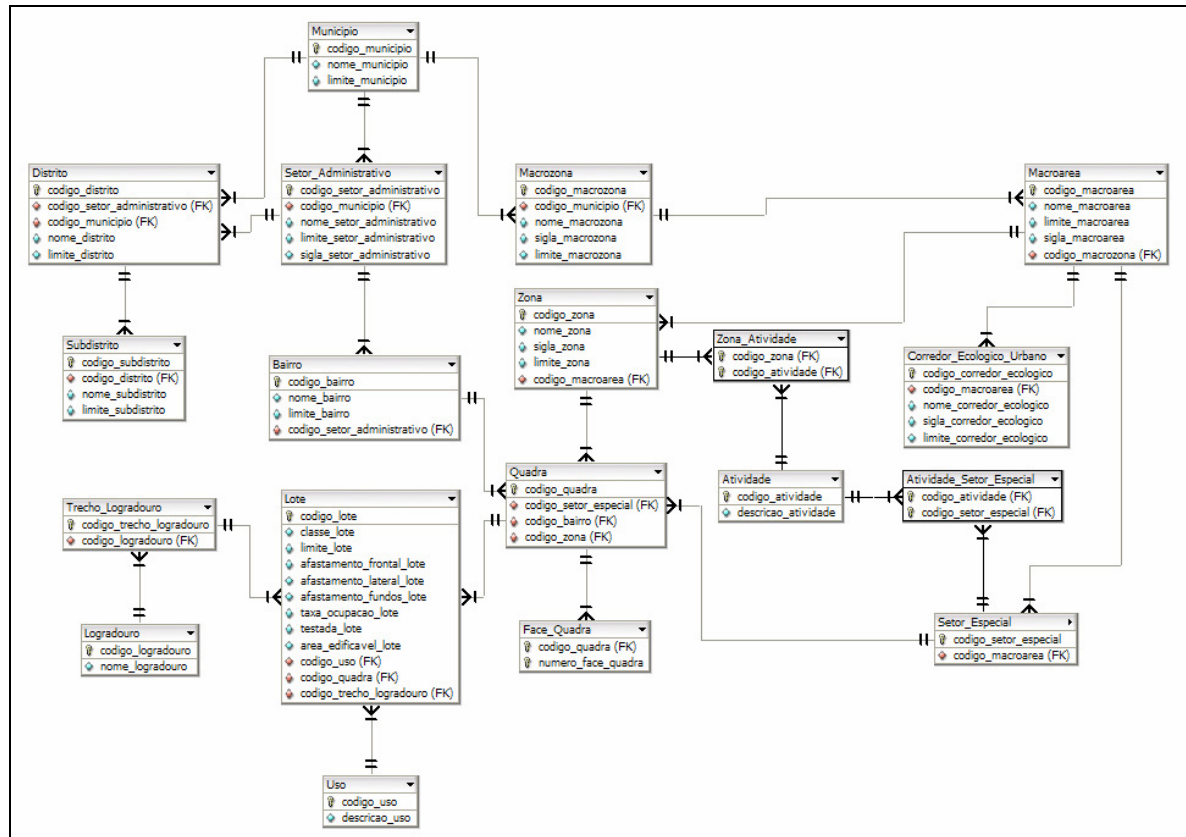 Municipio
codigo_municipio
nome_municipio
limite_municipio
Distrito
codigo_distrito
codigo_setor_administrativo (FK)
codigo_municipio (FK)
nome_distrito
limite_distrito
Setor_Administrativo
codigo_setor_administrativo
codigo_municipio (FK)
nome_setor_administrativo
limite_setor_administrativo
sigla_setor_administrativo
Macrozona
codigo_macrozona
codigo_municipio (FK)
nome_macrozona
sigla_macrozona
limite_macrozona
Macroarea
codigo_macroarea
nome_macroarea
limite_macroarea
sigla_macroarea
codigo_macrozona (FK)
Subdistrito
codigo_subdistrito
codigo_distrito (FK)
nome_subdistrito
limite_subdistrito
Bairro
codigo_bairro
nome_bairro
limite_bairro
codigo_setor_administrativo (FK)
Zona
codigo_zona
nome_zona
sigla_zona
limite_zona
codigo_macroarea (FK)
Zona_Atividade
codigo_zona (FK)
codigo_atividade (FK)
Corredor_Ecologico_Urbano
codigo_corredor_ecologico
codigo_macroarea (FK)
nome_corredor_ecologico
sigla_corredor_ecologico
limite_corredor_ecologico
Trecho_Logradouro
codigo_trecho_logradouro
codigo_logradouro (FK)
Lote
codigo_lote
classe_lote
limite_lote
afastamento_frontal_lote
afastamento_lateral_lote
afastamento_fundos_lote
taxa_ocupacao_lote
testada_lote
area_edificavel_lote
codigo_uso (FK)
codigo_quadra (FK)
codigo_trecho_logradouro (FK)
Quadra
codigo_quadra
codigo_setor_especial (FK)
codigo_bairro (FK)
codigo_zona (FK)
Atividade
codigo_atividade
descricao_atividade
Atividade_Setor_Especial
codigo_atividade (FK)
codigo_setor_especial (FK)
Logradouro
codigo_logradouro
nome_logradouro
Face_Quadra
codigo_quadra (FK)
numero_face_quadra
Setor_Especial
codigo_setor_especial
codigo_macroarea (FK)
Uso
codigo_uso
descricao_uso